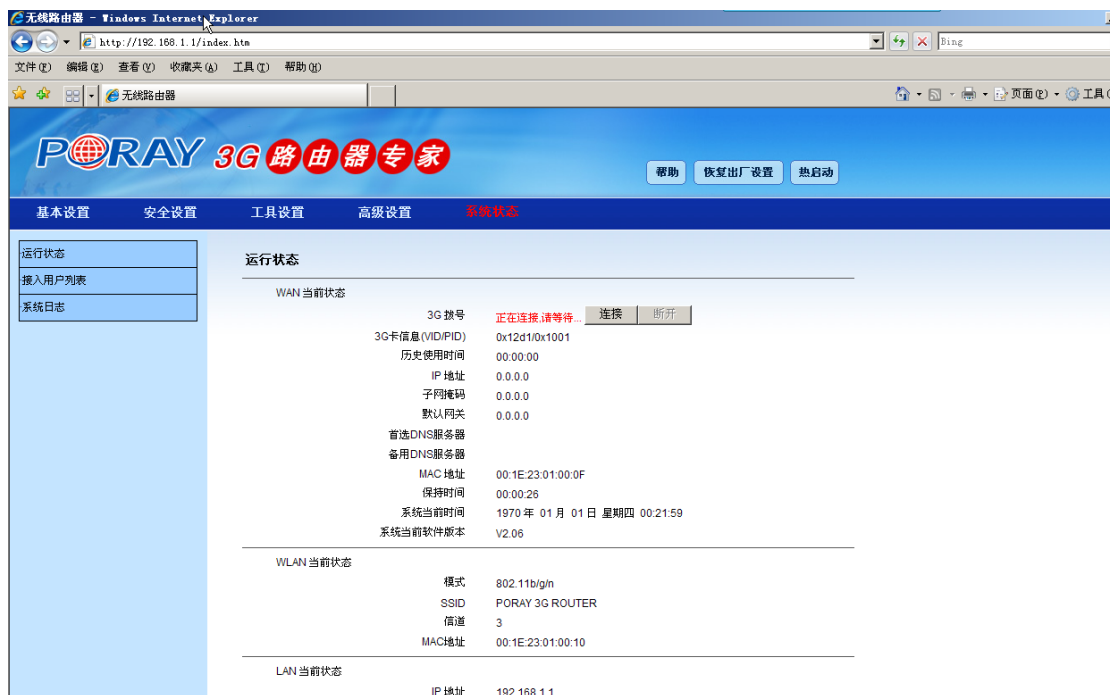 无线路由器 - Windows Internet Explorer
http://192.168.1.1/index.htm
Bing
文件(F) 编辑(E) 查看(V) 收藏夹(A) 工具(T) 帮助(H)
无线路由器
页面(P) 工具(
PORAY 3G路由器专家
帮助 恢复出厂设置 热启动
基本设置 安全设置 工具设置 高级设置 系统状态
运行状态
接入用户列表
系统日志
运行状态
WAN 当前状态
3G 拨号 正在连接,请等待... 连接 断开
3G卡信息(VID/PID) 0x12d1/0x1001
历史使用时间 00:00:00
IP 地址 0.0.0.0
子网掩码 0.0.0.0
默认网关 0.0.0.0
首选DNS服务器
备用DNS服务器
MAC 地址 00:1E:23:01:00:0F
保持时间 00:00:26
系统当前时间 1970 年 01 月 01 日 星期四 00:21:59
系统当前软件版本 V2.06
WLAN 当前状态
模式 802.11b/g/n
SSID PORAY 3G ROUTER
信道 3
MAC地址 00:1E:23:01:00:10
LAN 当前状态
IP 地址 192.168.1.1